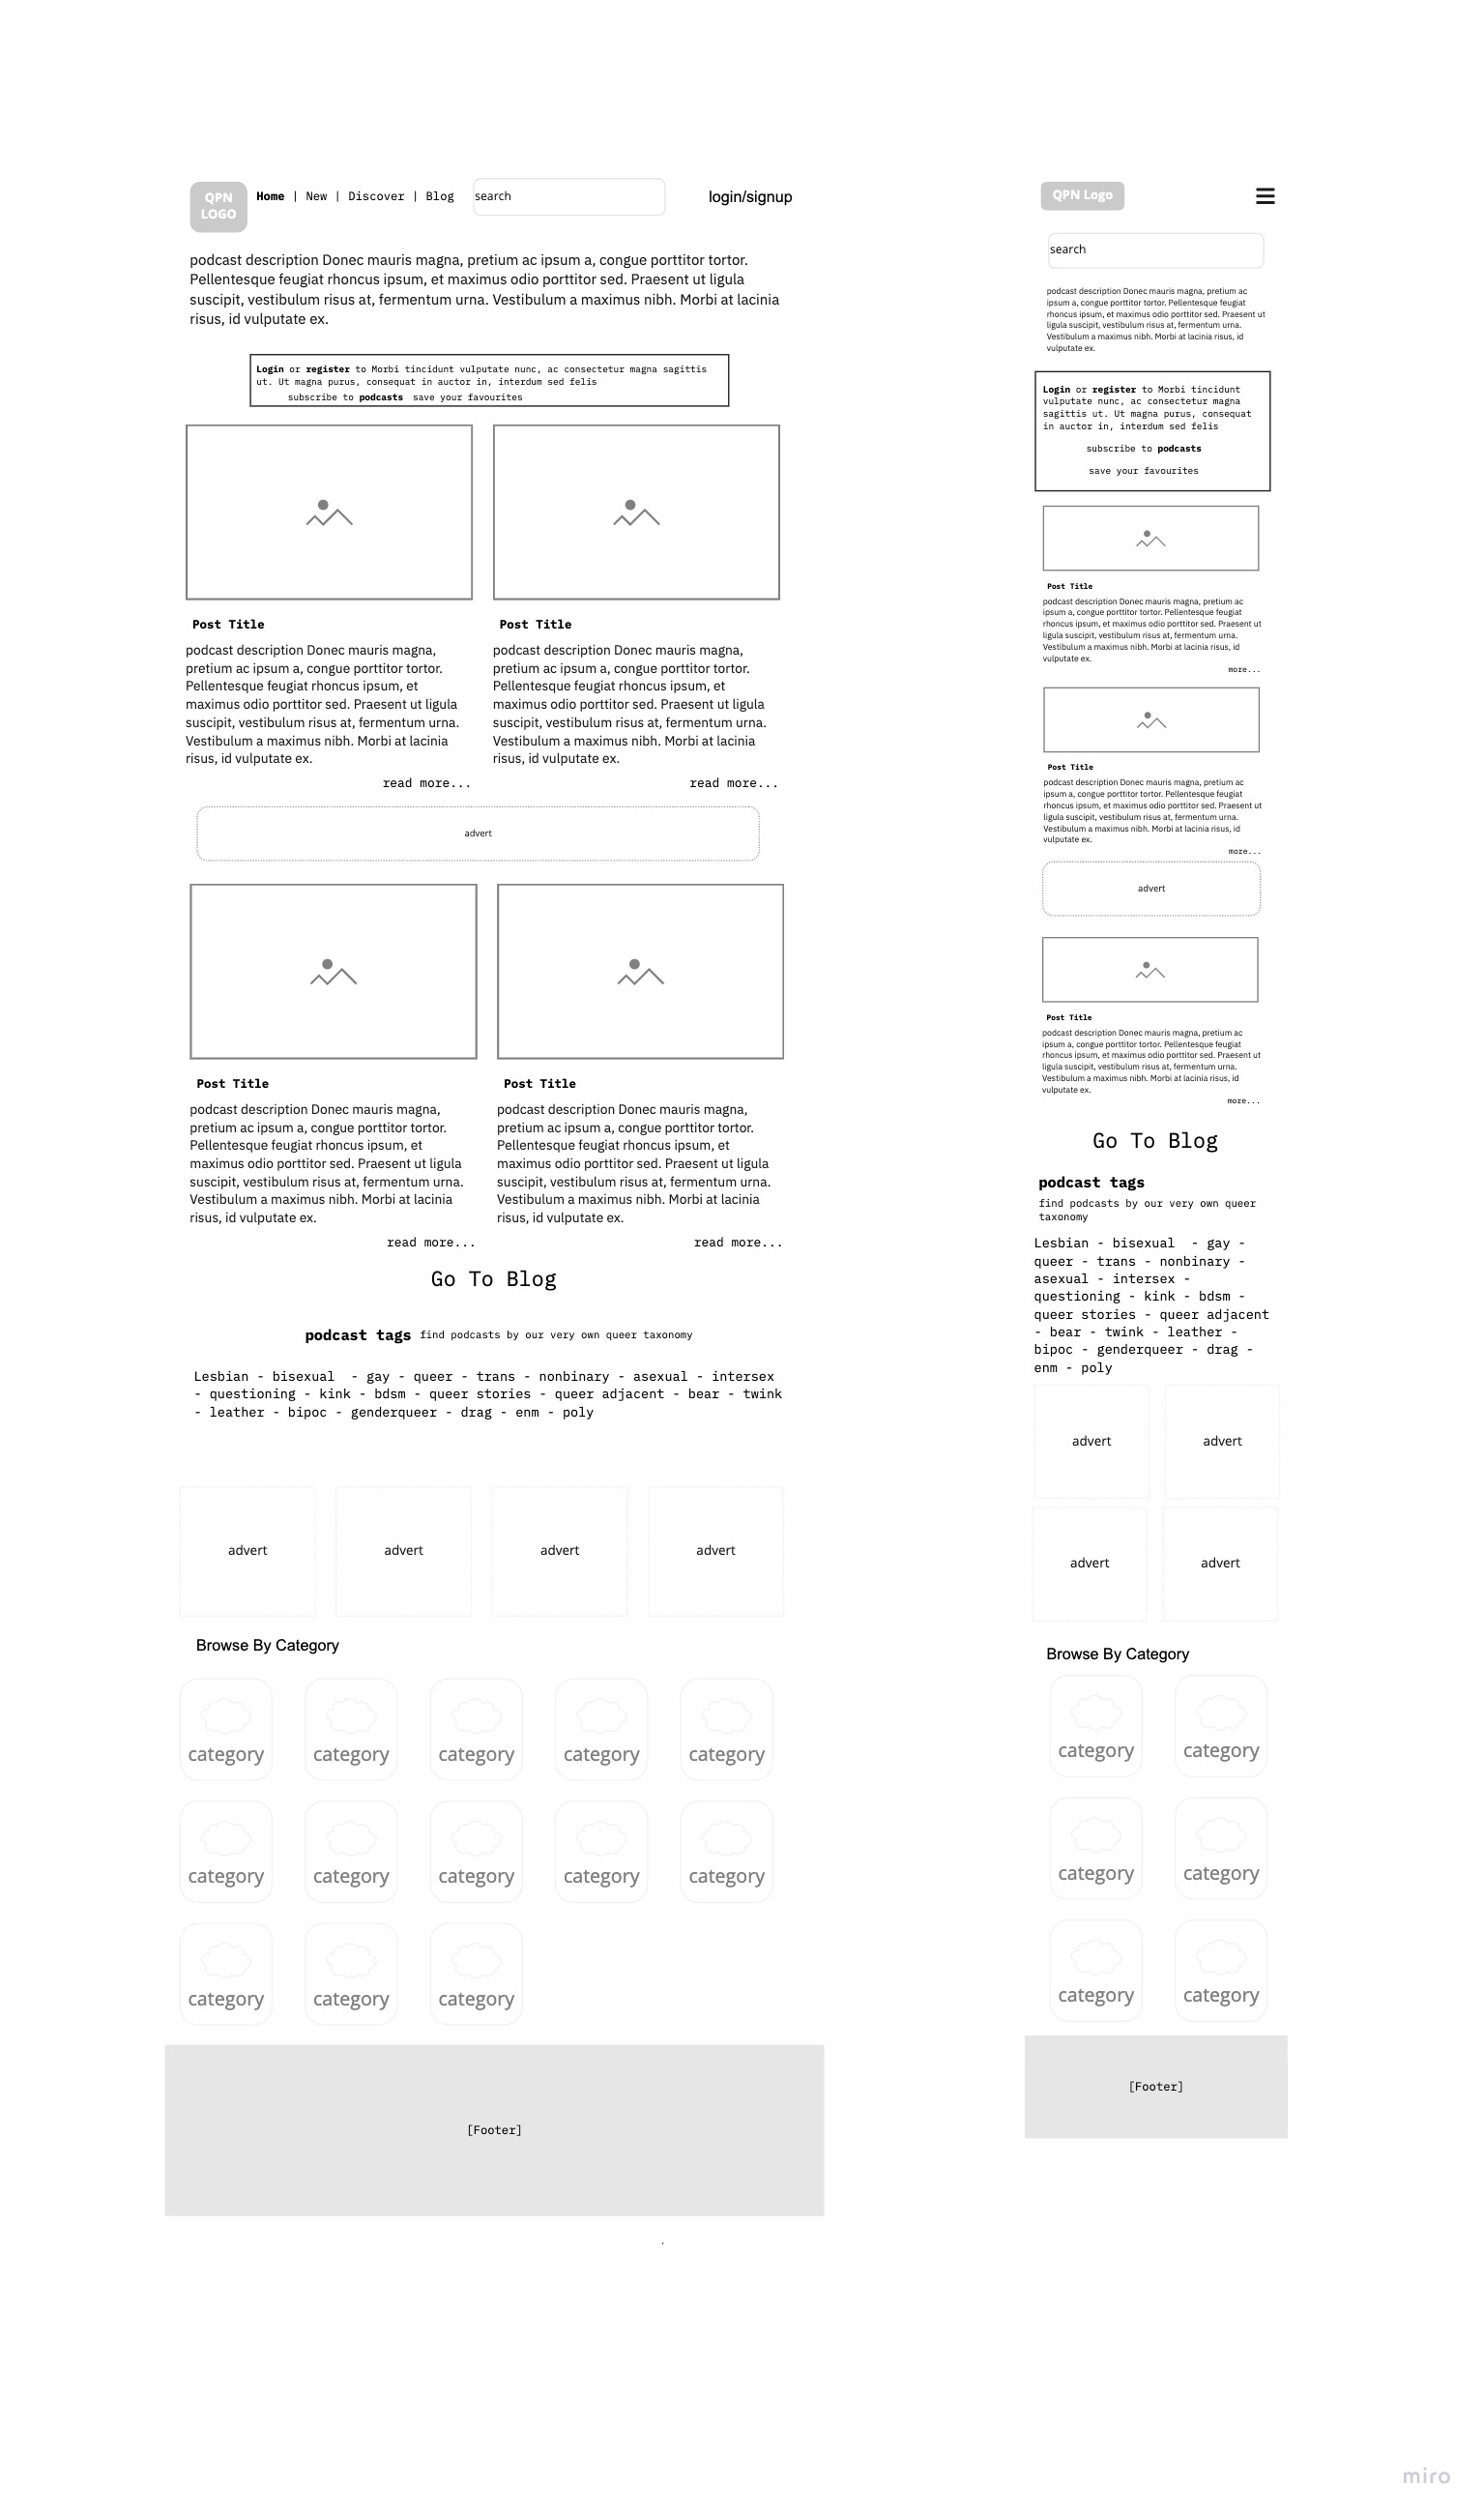 QPN
LOGO
Home | New | Discover | Blog
search
login/signup
podcast description Donec mauris magna, pretium ac ipsum a, congue porttitor tortor.
Pellentesque feugiat rhoncus ipsum, et maximus odio porttitor sed. Praesent ut ligula
suscipit, vestibulum risus at, fermentum urna. Vestibulum a maximus nibh. Morbi at lacinia
risus, id vulputate ex.
Login or register to Morbi tincidunt vulputate nunc, ac consectetur magna sagittis
ut. Ut magna purus, consequat in auctor in, interdum sed felis
subscribe to podcasts save your favourites
Post Title
podcast description Donec mauris magna,
pretium ac ipsum a, congue porttitor tortor.
Pellentesque feugiat rhoncus ipsum, et
maximus odio porttitor sed. Praesent ut ligula
suscipit, vestibulum risus at, fermentum urna.
Vestibulum a maximus nibh. Morbi at lacinia
risus, id vulputate ex.
read more...
Post Title
podcast description Donec mauris magna,
pretium ac ipsum a, congue porttitor tortor.
Pellentesque feugiat rhoncus ipsum, et
maximus odio porttitor sed. Praesent ut ligula
suscipit, vestibulum risus at, fermentum urna.
Vestibulum a maximus nibh. Morbi at lacinia
risus, id vulputate ex.
read more...
advert
Post Title
podcast description Donec mauris magna,
pretium ac ipsum a, congue porttitor tortor.
Pellentesque feugiat rhoncus ipsum, et
maximus odio porttitor sed. Praesent ut ligula
suscipit, vestibulum risus at, fermentum urna.
Vestibulum a maximus nibh. Morbi at lacinia
risus, id vulputate ex.
read more...
Post Title
podcast description Donec mauris magna,
pretium ac ipsum a, congue porttitor tortor.
Pellentesque feugiat rhoncus ipsum, et
maximus odio porttitor sed. Praesent ut ligula
suscipit, vestibulum risus at, fermentum urna.
Vestibulum a maximus nibh. Morbi at lacinia
risus, id vulputate ex.
read more...
Go To Blog
podcast tags find podcasts by our very own queer taxonomy
Lesbian - bisexual - gay - queer - trans - nonbinary - asexual - intersex
- questioning - kink - bdsm - queer stories - queer adjacent - bear - twink
- leather - bipoc - genderqueer - drag - enm - poly
advert advert advert advert
Browse By Category
category category category category category
category category category category category
category category category
[Footer]
.
QPN Logo
search
podcast description Donec mauris magna, pretium ac
ipsum a, congue porttitor tortor. Pellentesque feugiat
rhoncus ipsum, et maximus odio porttitor sed. Praesent ut
ligula suscipit, vestibulum risus at, fermentum urna.
Vestibulum a maximus nibh. Morbi at lacinia risus, id
vulputate ex.
Login or register to Morbi tincidunt
vulputate nunc, ac consectetur magna
sagittis ut. Ut magna purus, consequat
in auctor in, interdum sed felis
subscribe to podcasts
save your favourites
Post Title
podcast description Donec mauris magna, pretium ac
ipsum a, congue porttitor tortor. Pellentesque feugiat
rhoncus ipsum, et maximus odio porttitor sed. Praesent ut
ligula suscipit, vestibulum risus at, fermentum urna.
Vestibulum a maximus nibh. Morbi at lacinia risus, id
vulputate ex.
more...
Post Title
podcast description Donec mauris magna, pretium ac
ipsum a, congue porttitor tortor. Pellentesque feugiat
rhoncus ipsum, et maximus odio porttitor sed. Praesent ut
ligula suscipit, vestibulum risus at, fermentum urna.
Vestibulum a maximus nibh. Morbi at lacinia risus, id
vulputate ex.
more...
advert
Post Title
podcast description Donec mauris magna, pretium ac
ipsum a, congue porttitor tortor. Pellentesque feugiat
rhoncus ipsum, et maximus odio porttitor sed. Praesent ut
ligula suscipit, vestibulum risus at, fermentum urna.
Vestibulum a maximus nibh. Morbi at lacinia risus, id
vulputate ex.
more...
Go To Blog
podcast tags
find podcasts by our very own queer
taxonomy
Lesbian - bisexual - gay -
queer - trans - nonbinary -
asexual - intersex -
questioning - kink - bdsm -
queer stories - queer adjacent
- bear - twink - leather -
bipoc - genderqueer - drag -
enm - poly
advert advert
advert advert
Browse By Category
category category
category category
category category
[Footer]
miro